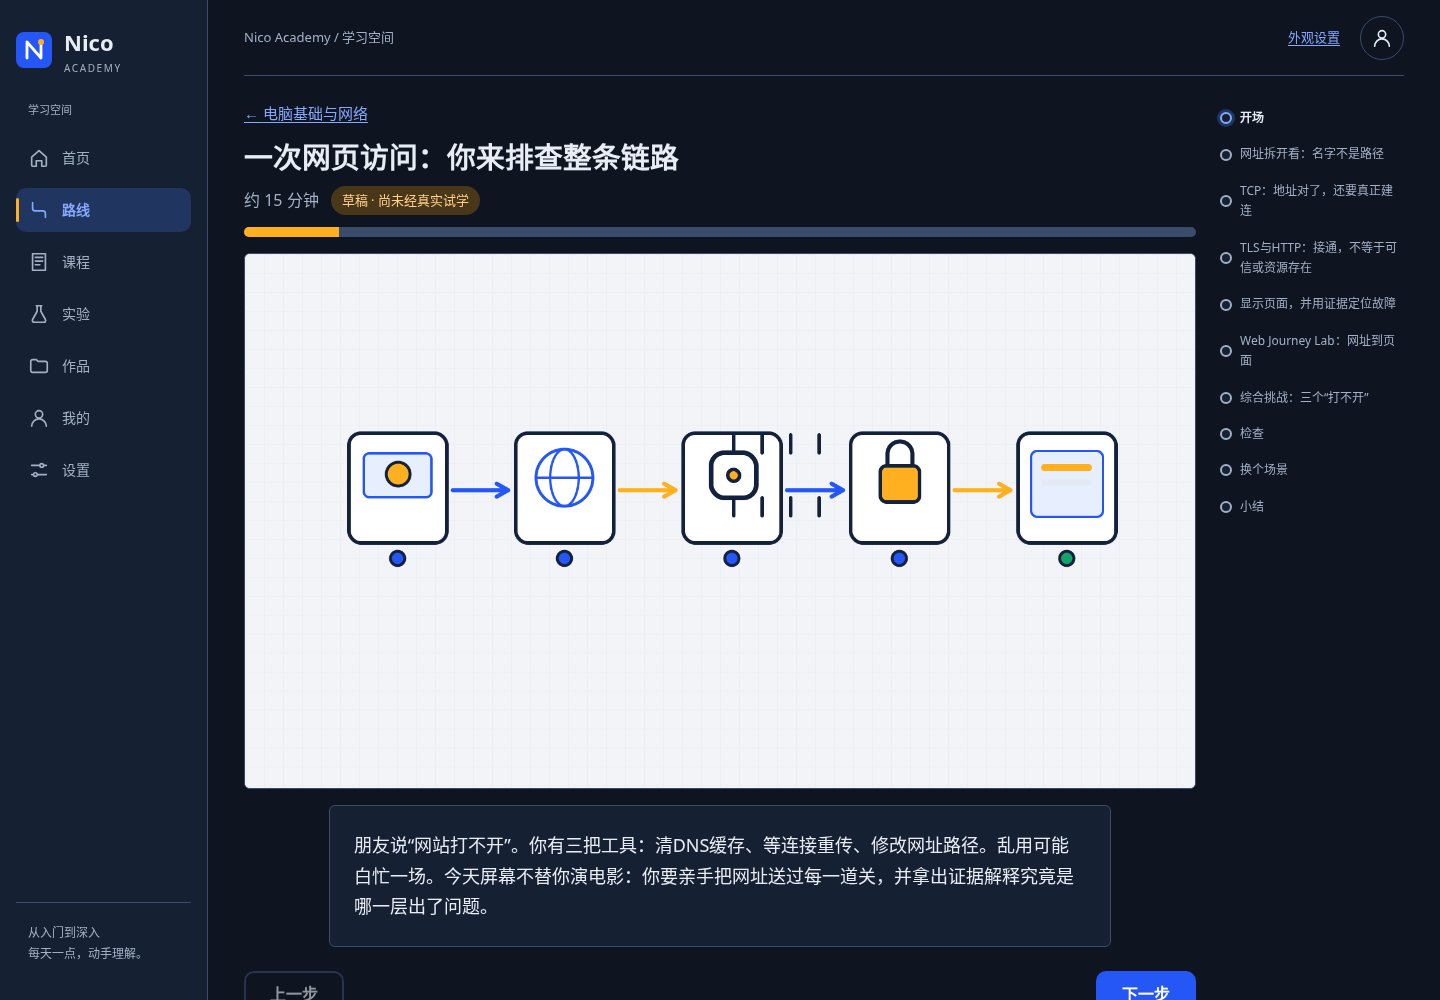 Nico
ACADEMY
学习空间
首页
路线
课程
实验
作品
我的
设置
从入门到深入
每天一点，动手理解。
Nico Academy / 学习空间
外观设置
← 电脑基础与网络
一次网页访问：你来排查整条链路
约 15 分钟
草稿 · 尚未经真实试学
朋友说“网站打不开”。你有三把工具：清DNS缓存、等连接重传、修改网址路径。乱用可能
白忙一场。今天屏幕不替你演电影：你要亲手把网址送过每一道关，并拿出证据解释究竟是
哪一层出了问题。
上一步
下一步
开场
网址拆开看：名字不是路径
TCP：地址对了，还要真正建
连
TLS与HTTP：接通，不等于可
信或资源存在
显示页面，并用证据定位故障
Web Journey Lab：网址到页
面
综合挑战：三个“打不开”
检查
换个场景
小结